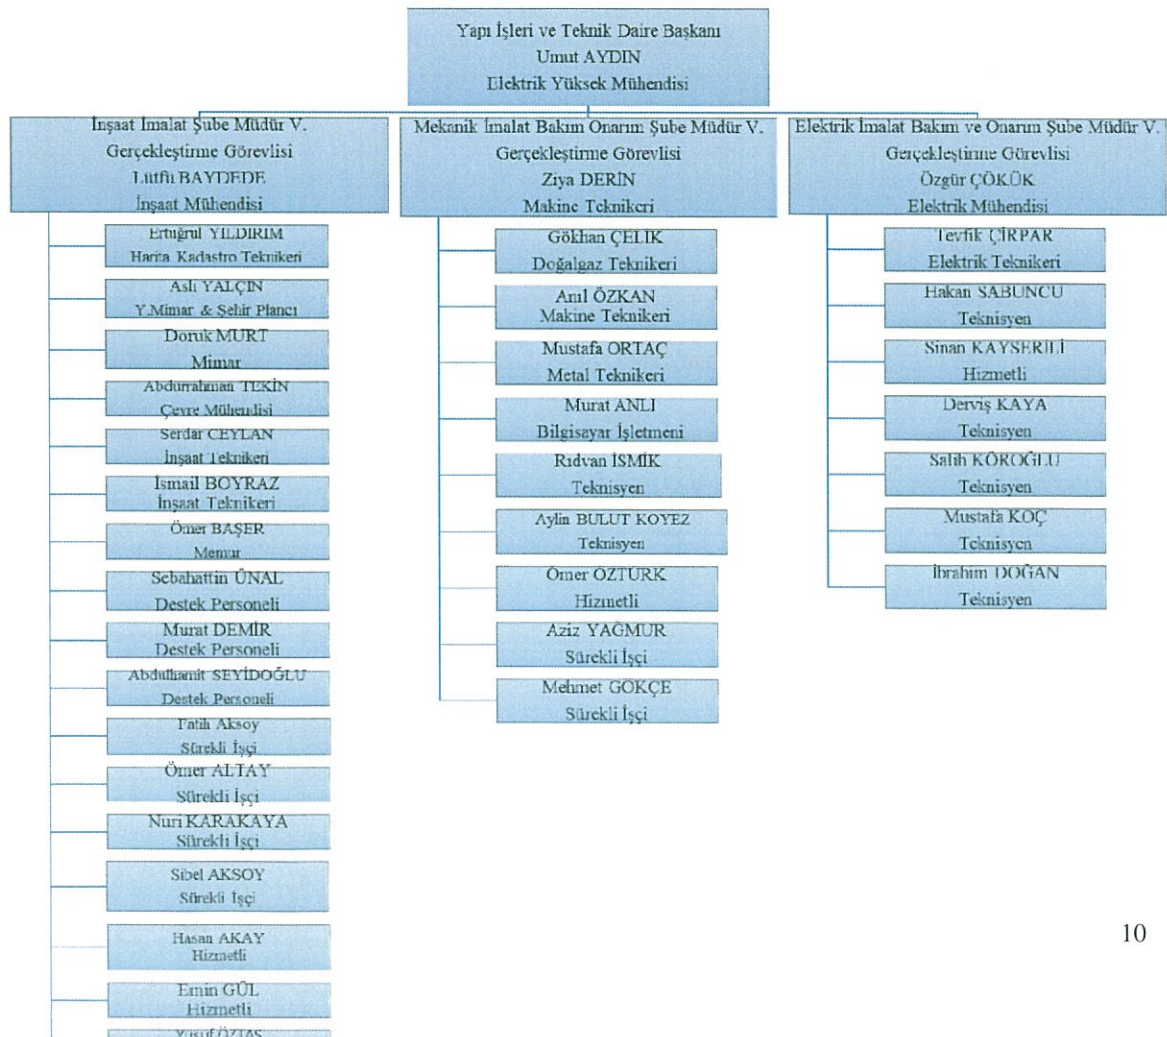 Yapı İşleri ve Teknik Daire Başkanı
Umut AYDIN
Elektrik Yüksek Mühendisi
İnşaat İmalat Şube Müdür V.
Gerçekleştirme Görevlisi
Lütfü BAYDEDE
İnşaat Mühendisi
Ertuğrul YILDIRIM
Harita Kadastro Teknikeri
Aslı YALÇIN
Y.Mimar & Şehir Plancı
Doruk MURT
Mimar
Abdurrahman TEKİN
Çevre Mühendisi
Serdar CEYLAN
İnşaat Teknikeri
İsmail BOYRAZ
İnşaat Teknikeri
Ömer BAŞER
Memur
Sebahattin ÜNAL
Destek Personeli
Murat DEMİR
Destek Personeli
Abdulhamit SEYİDOĞLU
Destek Personeli
Fatih Aksoy
Sürekli İşçi
Ömer ALTAY
Sürekli İşçi
Nuri KARAKAYA
Sürekli İşçi
Sibel AKSOY
Sürekli İşçi
Hasan AKAY
Hizmetli
Emin GÜL
Hizmetli
Yusuf ÖZTAŞ
Mekanik İmalat Bakım Onarım Şube Müdür V.
Gerçekleştirme Görevlisi
Ziya DERİN
Makine Teknikeri
Gökhan ÇELIK
Doğalgaz Teknikeri
Anıl ÖZKAN
Makine Teknikeri
Mustafa ORTAÇ
Metal Teknikeri
Murat ANLI
Bilgisayar İşletmeni
Rıdvan İSMİK
Teknisyen
Aylin BULUT KOYEZ
Teknisyen
Ömer ÖZTÜRK
Hizmetli
Aziz YAĞMUR
Sürekli İşçi
Mehmet GÖKÇE
Sürekli İşçi
Elektrik İmalat Bakım ve Onarım Şube Müdür V.
Gerçekleştirme Görevlisi
Özgür ÇÖKÜK
Elektrik Mühendisi
Tevfik ÇİRPAR
Elektrik Teknikeri
Hakan SABUNCU
Teknisyen
Sinan KAYSERİLİ
Hizmetli
Derviş KAYA
Teknisyen
Salih KÖROĞLU
Teknisyen
Mustafa KOÇ
Teknisyen
İbrahim DOĞAN
Teknisyen
10